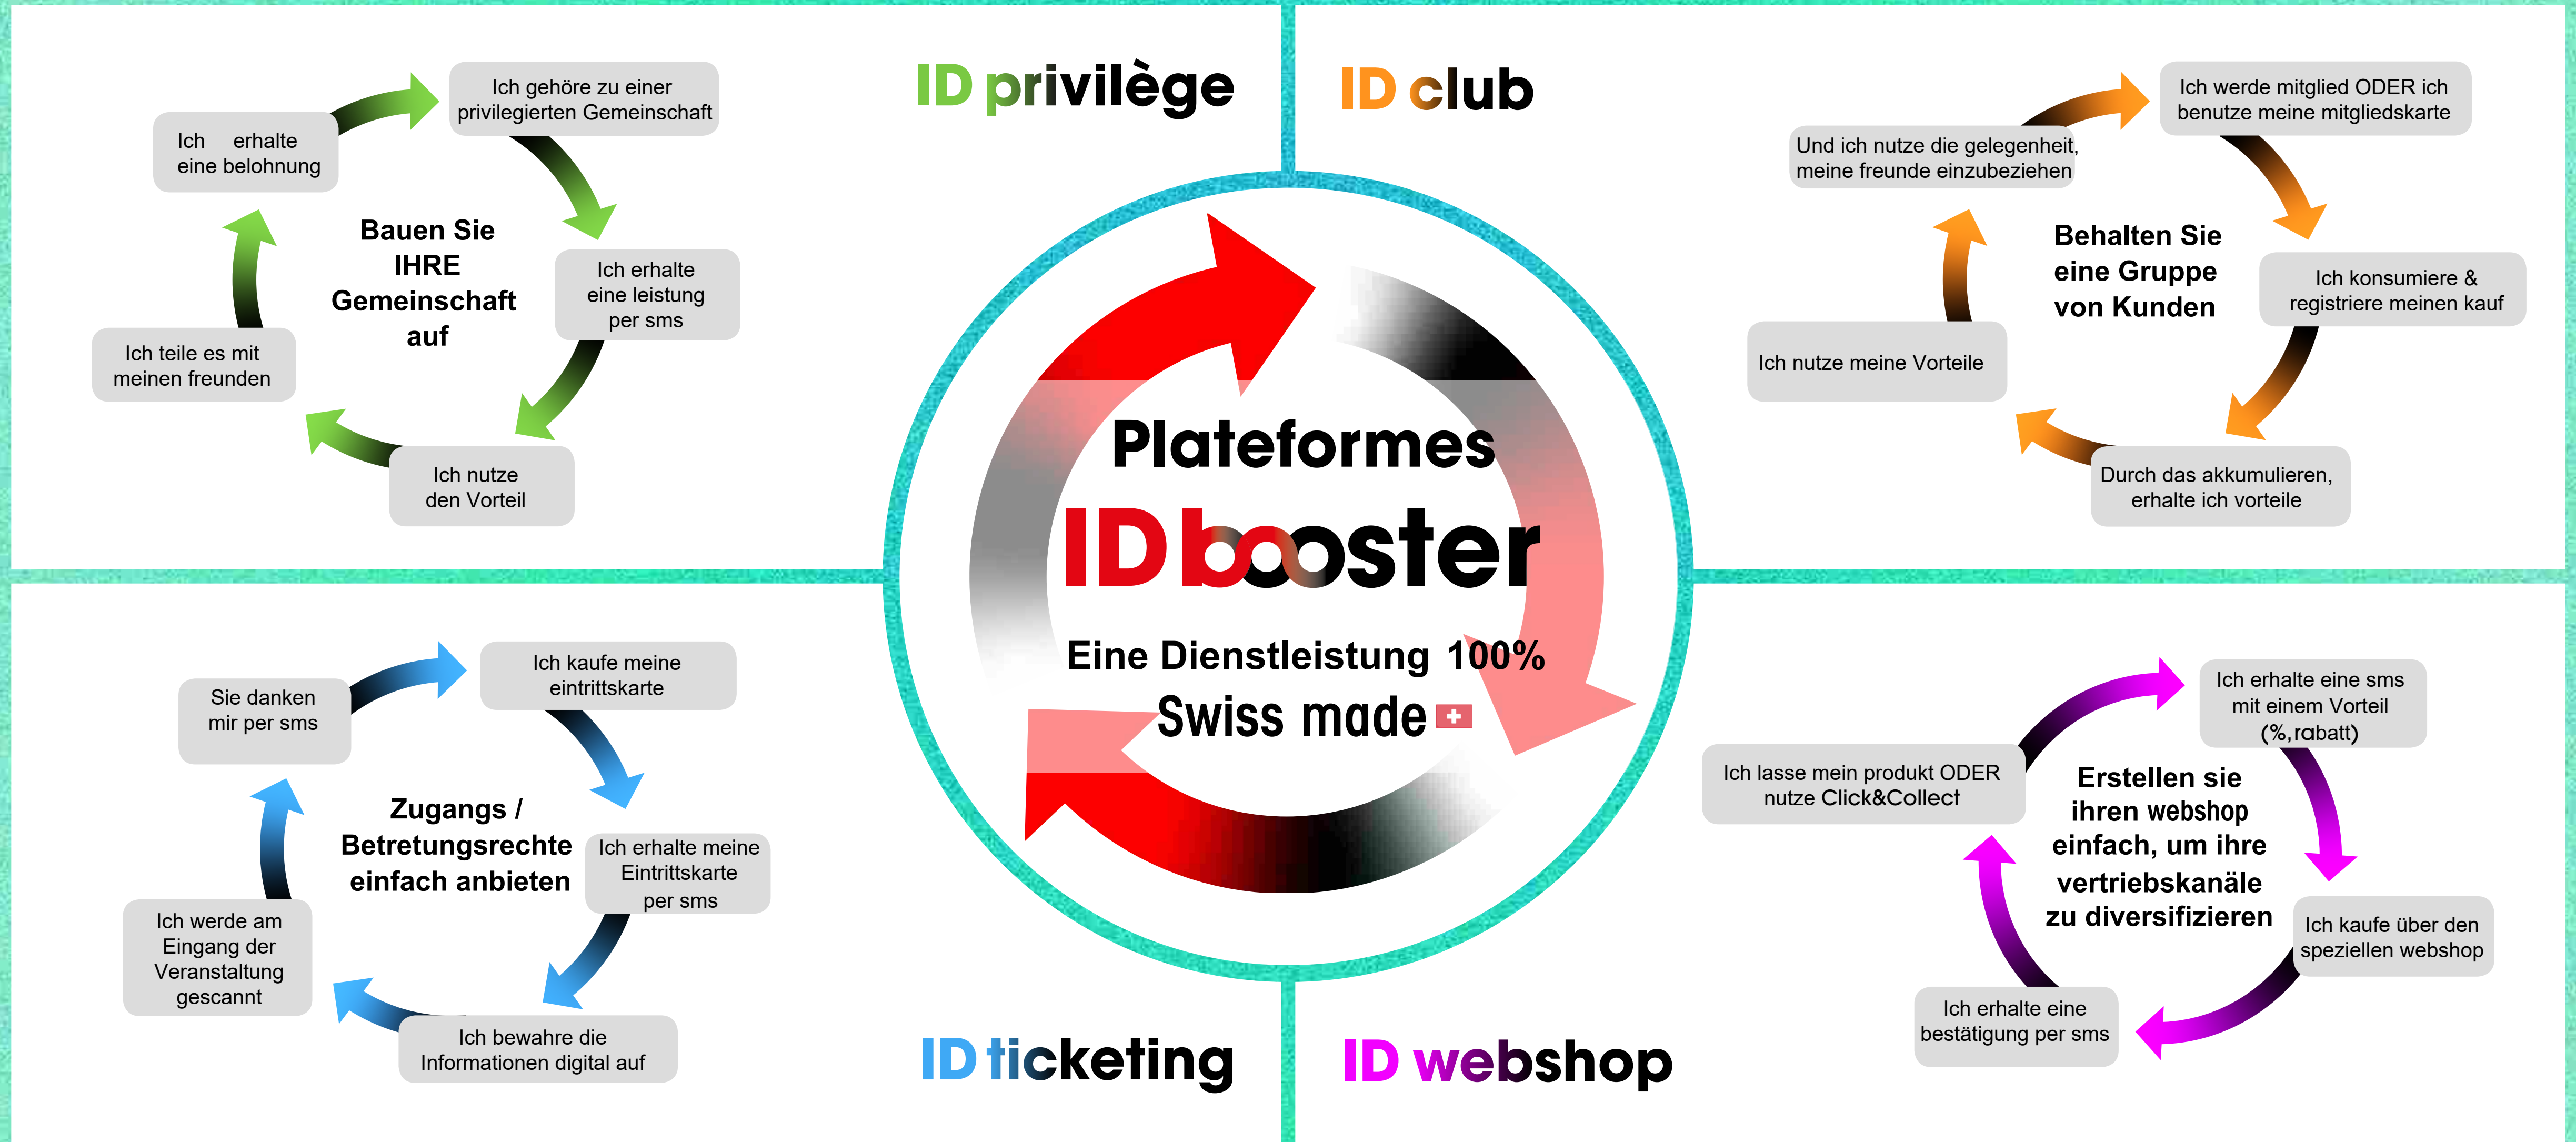 ID privilège
Ich gehöre zu einer
privilegierten Gemeinschaft
Ich erhalte
eine leistung
per sms
Ich nutze
den Vorteil
Ich teile es mit
meinen freunden
Ich erhalte
eine belohnung
Bauen Sie
IHRE
Gemeinschaft
auf
ID club
Ich werde mitglied ODER ich
benutze meine mitgliedskarte
Ich konsumiere &
registriere meinen kauf
Durch das akkumulieren,
erhalte ich vorteile
Ich nutze meine Vorteile
Und ich nutze die gelegenheit,
meine freunde einzubeziehen
Behalten Sie
eine Gruppe
von Kunden
Plateformes
ID booster
Eine Dienstleistung 100%
Swiss made
Ich kaufe meine
eintrittskarte
Ich erhalte meine
Eintrittskarte
per sms
Ich bewahre die
Informationen digital auf
Ich werde am
Eingang der
Veranstaltung
gescannt
Sie danken
mir per sms
Zugangs /
Betretungsrechte
einfach anbieten
ID ticketing
Ich erhalte eine sms
mit einem Vorteil
(%,rabatt)
Ich kaufe über den
speziellen webshop
Ich erhalte eine
bestätigung per sms
Ich lasse mein produkt ODER
nutze Click&Collect
Erstellen sie
ihren webshop
einfach, um ihre
vertriebskanäle
zu diversifizieren
ID webshop